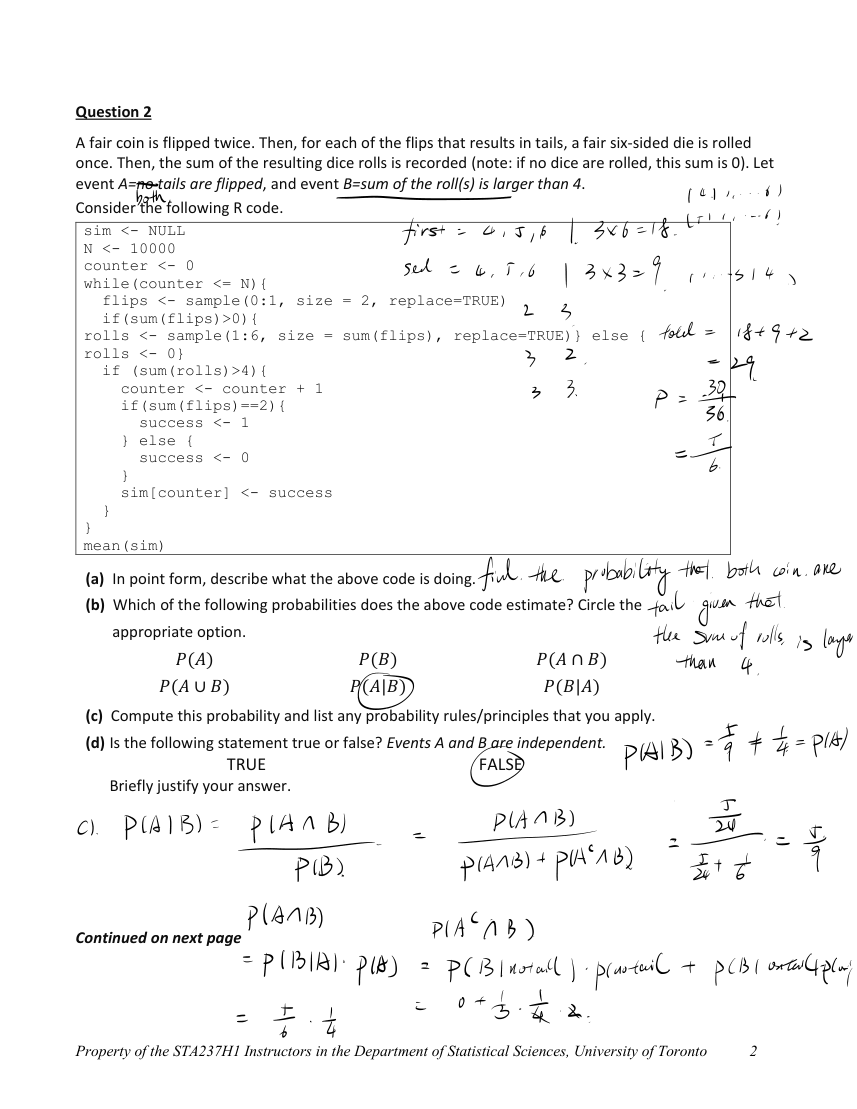 Question 2
A fair coin is flipped twice. Then, for each of the flips that results in tails, a fair six-sided die is rolled
once. Then, the sum of the resulting dice rolls is recorded (note: if no dice are rolled, this sum is 0). Let
event A=no tails are flipped, and event B=sum of the roll(s) is larger than 4.
both
Consider the following R code.
sim <- NULL
N <- 10000
counter <- 0
while(counter <= N){
flips <- sample(0:1, size = 2, replace=TRUE)
if(sum(flips)>0){
rolls <- sample(1:6, size = sum(flips), replace=TRUE)} else {
rolls <- 0}
if (sum(rolls)>4){
counter <- counter + 1
if(sum(flips)==2){
success <- 1
} else {
success <- 0
}
sim[counter] <- success
}
}
mean(sim)
first = 4, 5, 6 | 3×6=18.
sed = 4, 5, 6 | 3×3=9
2 3
3 2
3 3.
total = 18+9+2
= 29
P = 30/36
= 5/6
(a) In point form, describe what the above code is doing.
find the probability that both coin are
tail given that
the sum of rolls is larger
than 4.
(b) Which of the following probabilities does the above code estimate? Circle the
appropriate option.
P(A) P(B) P(A ∩ B)
P(A ∪ B) P(A|B) P(B|A)
(c) Compute this probability and list any probability rules/principles that you apply.
(d) Is the following statement true or false? Events A and B are independent.
TRUE FALSE
P(A|B) = 5/9 ≠ 1/4 = P(A)
Briefly justify your answer.
C). P(A|B) = P(A∩B)/P(B) = P(A∩B)/(P(A∩B) + P(Aᶜ∩B)) = (5/24)/(5/24 + 1/6) = 5/9
P(A∩B)
= P(B|A)· P(A)
= 5/6 · 1/4
P(Aᶜ∩B)
= P(B|no tail) · P(no tail + P(B|
= 0 + 1/3 · 1/4 · 2.
Continued on next page
Property of the STA237H1 Instructors in the Department of Statistical Sciences, University of Toronto 2